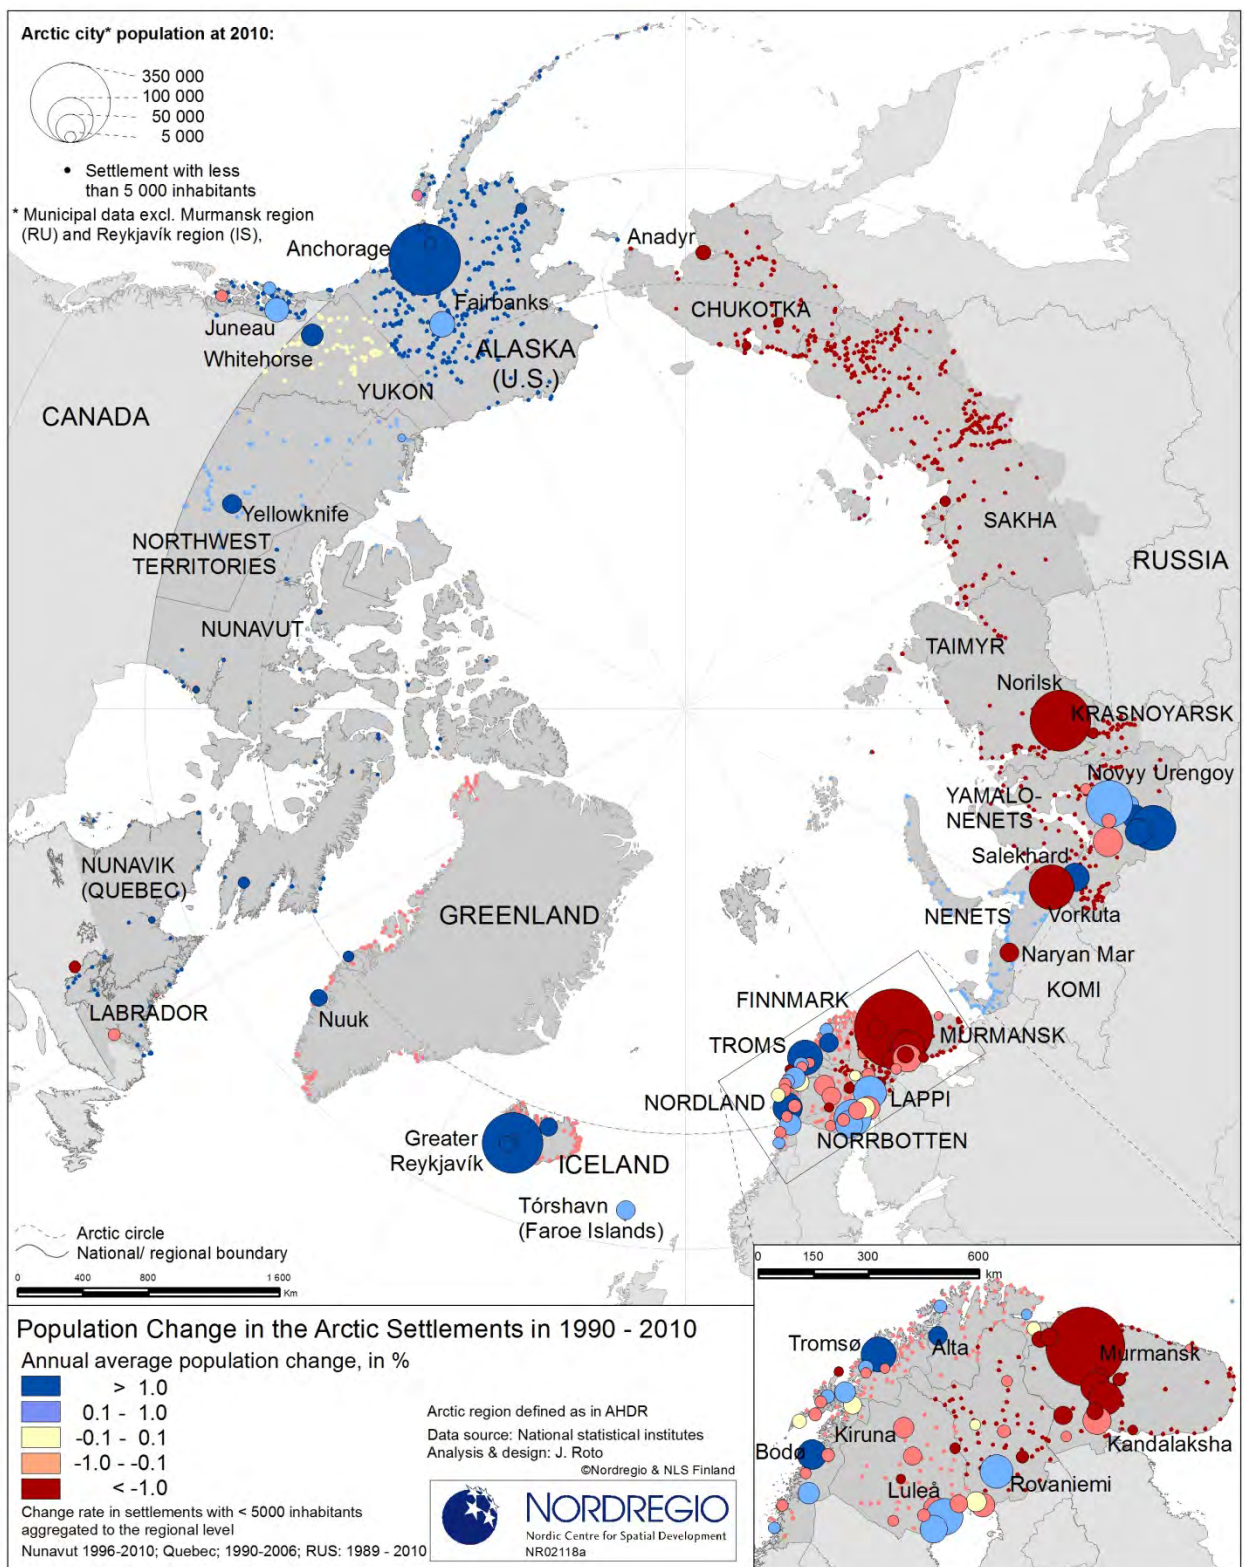 Arctic city* population at 2010:
350 000
100 000
50 000
5 000
Settlement with less
than 5 000 inhabitants
* Municipal data excl. Murmansk region
(RU) and Reykjavík region (IS),
Anchorage
Fairbanks
Juneau
Whitehorse
ALASKA
(U.S.)
YUKON
CANADA
Yellowknife
NORTHWEST
TERRITORIES
NUNAVUT
Anadyr
CHUKOTKA
SAKHA
RUSSIA
TAIMYR
Norilsk
KRASNOYARSK
Novyy Urengoy
YAMALO-
NENETS
Salekhard
Vorkuta
NENETS
Naryan Mar
KOMI
NUNAVIK
(QUEBEC)
GREENLAND
LABRADOR
Nuuk
FINNMARK
MURMANSK
TROMS
NORDLAND
LAPPI
NORRBOTTEN
Greater
Reykjavík
ICELAND
Tórshavn
(Faroe Islands)
Arctic circle
National/ regional boundary
0 400 800 1 600
Km
0 150 300 600
km
Tromsø
Alta
Murmansk
Kiruna
Kandalaksha
Bodø
Rovaniemi
Luleå
Population Change in the Arctic Settlements in 1990 - 2010
Annual average population change, in %
> 1.0
0.1 - 1.0
-0.1 - 0.1
-1.0 - -0.1
< -1.0
Change rate in settlements with < 5000 inhabitants
aggregated to the regional level
Nunavut 1996-2010; Quebec; 1990-2006; RUS: 1989 - 2010
Arctic region defined as in AHDR
Data source: National statistical institutes
Analysis & design: J. Roto
©Nordregio & NLS Finland
NORDREGIO
Nordic Centre for Spatial Development
NR02118a